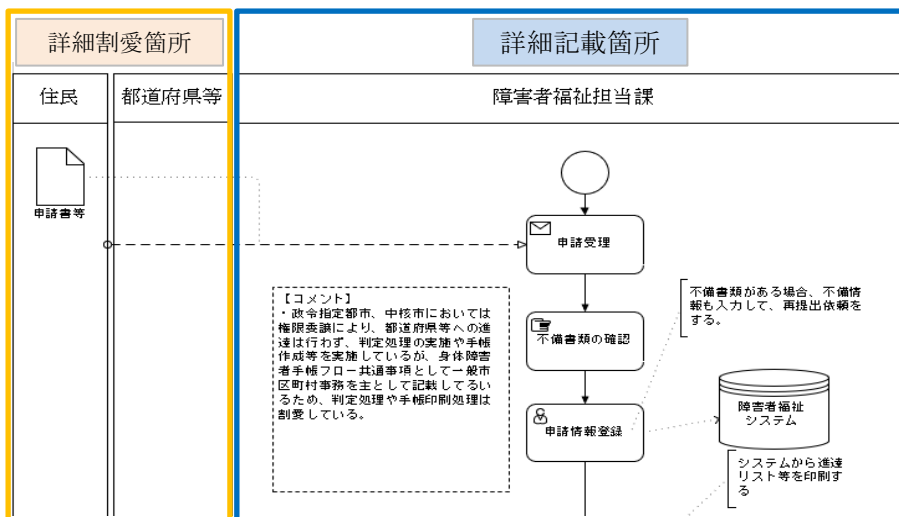 詳細割愛箇所
詳細記載箇所
住民
都道府県等
障害者福祉担当課
申請書等
申請受理
【コメント】
・政令指定都市、中核市においては
権限委譲により、都道府県等への進
達は行わず、判定処理の実施や手帳
作成等を実施しているが、身体障害
者手帳フロー共通事項として一般市
区町村事務を主として記載してるい
るため、判定処理や手帳印刷処理は
割愛している。
不備書類の確認
不備書類がある場合、不備情
報も入力して、再提出依頼を
する。
申請情報登録
障害者福祉
システム
システムから進達
リスト等を印刷す
る